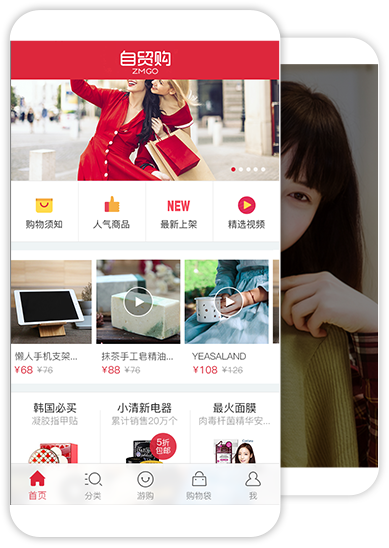 自贸购
ZMGO
购物须知
人气商品
NEW
最新上架
精选视频
懒人手机支架...
¥68 ¥76
抹茶手工皂精油...
¥88 ¥76
YEASALAND
¥108 ¥126
韩国必买
凝胶指甲贴
小清新电器
累计销售20万个
最火面膜
肉毒杆菌精华安...
5折
包邮
首页
分类
游购
购物袋
我